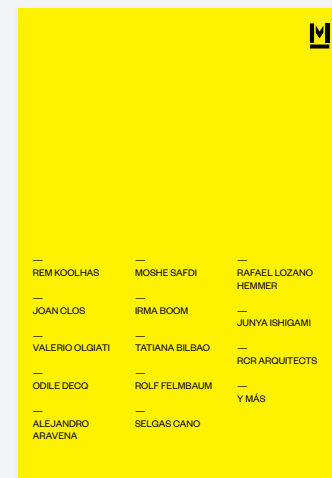 M
—
REM KOOLHAS
—
JOAN CLOS
—
VALERIO OLGIATI
—
ODILE DECQ
—
ALEJANDRO
ARAVENA
—
MOSHE SAFDI
—
IRMA BOOM
—
TATIANA BILBAO
—
ROLF FELMBAUM
—
SELGAS CANO
—
RAFAEL LOZANO
HEMMER
—
JUNYA ISHIGAMI
—
RCR ARQUITECTS
—
Y MÁS